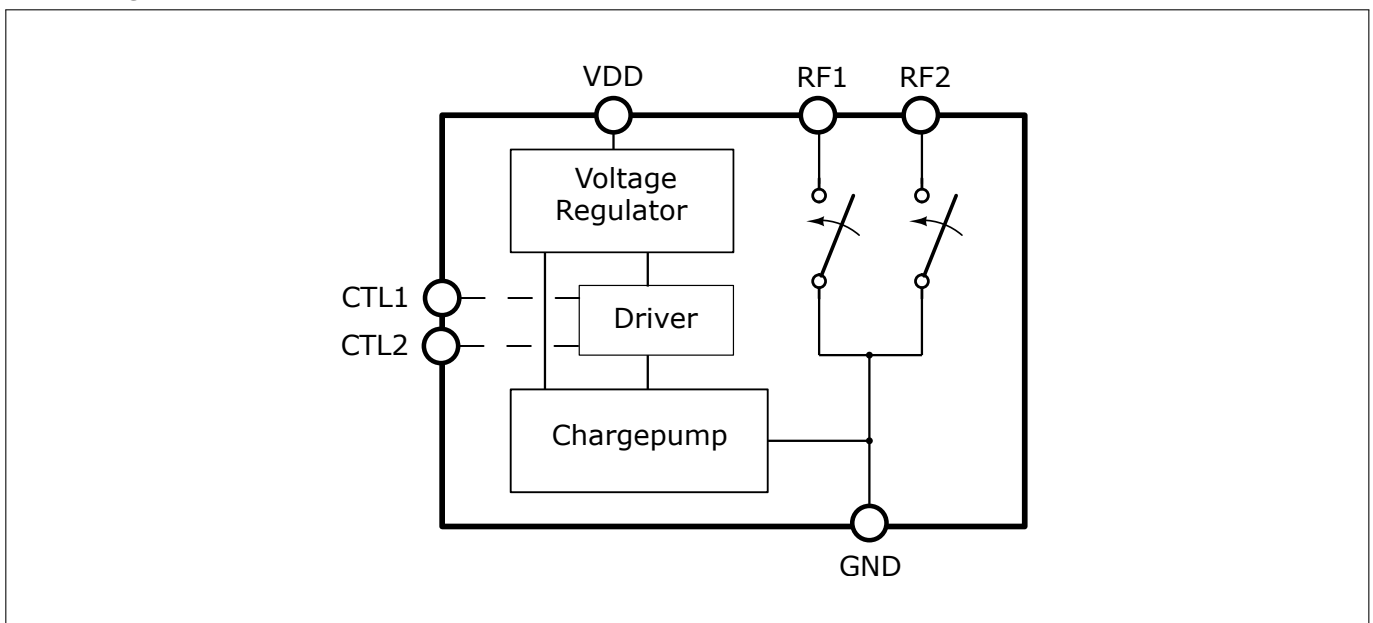 VDD
RF1
RF2
Voltage
Regulator
CTL1
Driver
CTL2
Chargepump
GND